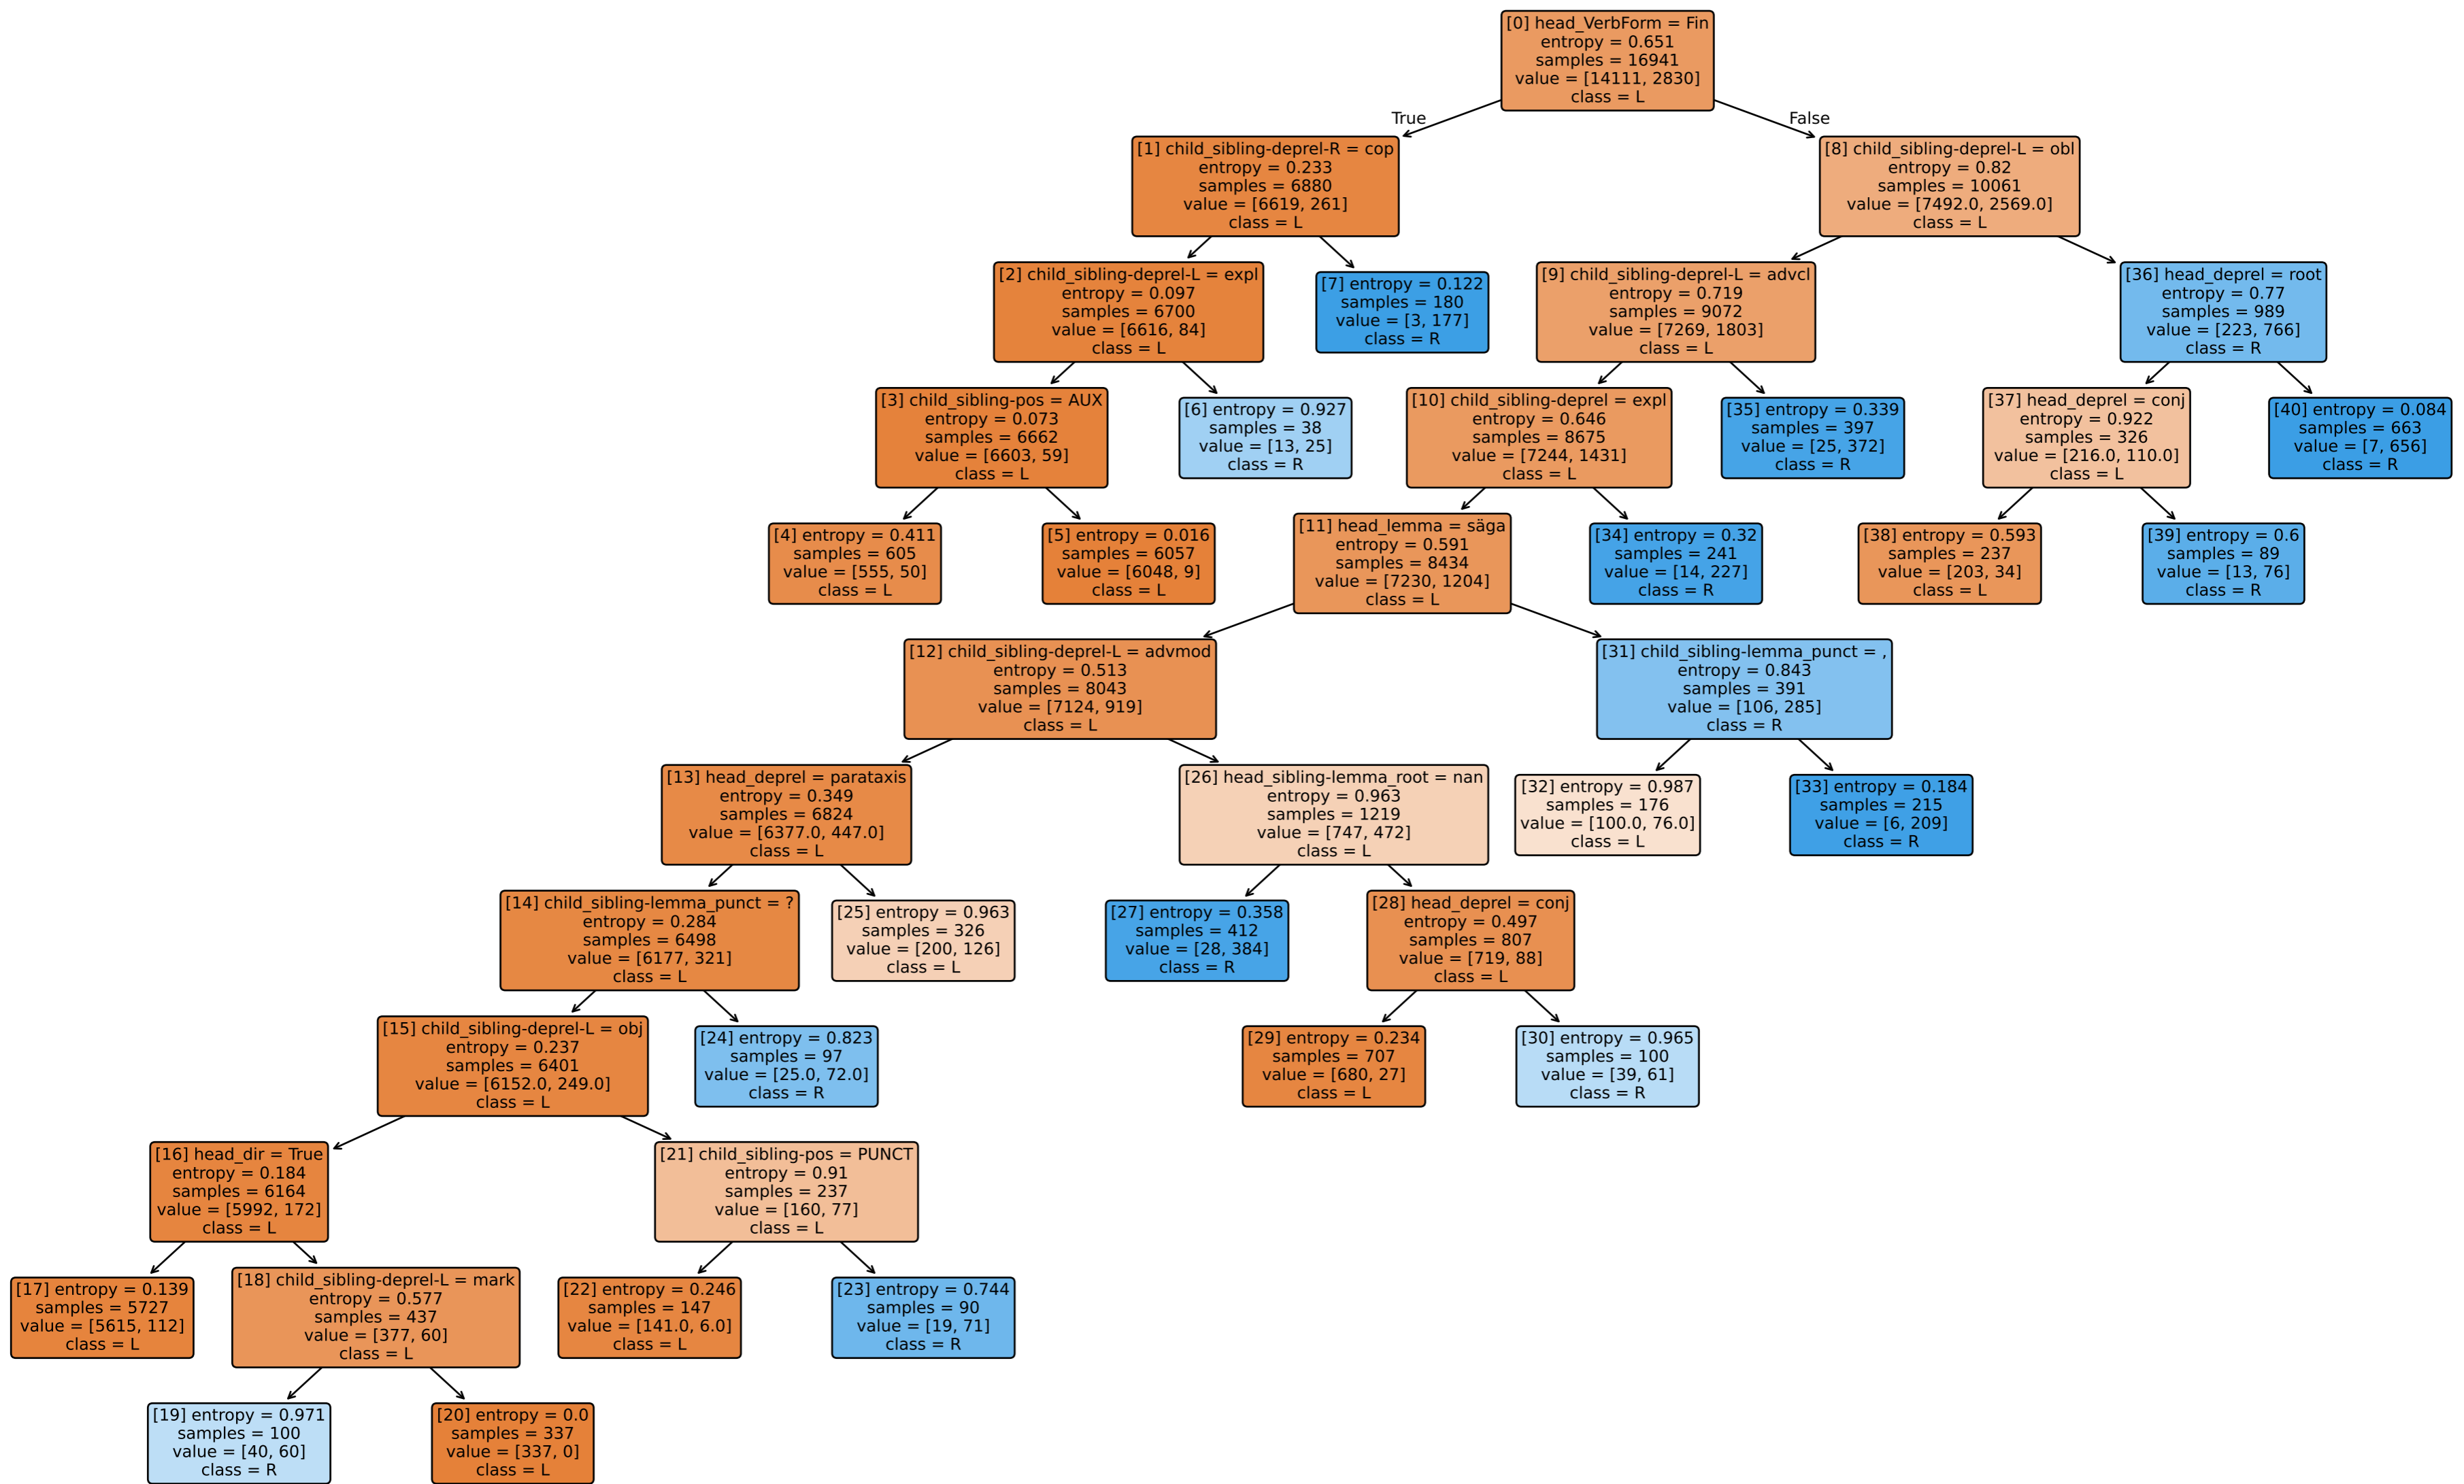 [0] head_VerbForm = Fin
entropy = 0.651
samples = 16941
value = [14111, 2830]
class = L
True
False
[1] child_sibling-deprel-R = cop
entropy = 0.233
samples = 6880
value = [6619, 261]
class = L
[8] child_sibling-deprel-L = obl
entropy = 0.82
samples = 10061
value = [7492.0, 2569.0]
class = L
[2] child_sibling-deprel-L = expl
entropy = 0.097
samples = 6700
value = [6616, 84]
class = L
[7] entropy = 0.122
samples = 180
value = [3, 177]
class = R
[9] child_sibling-deprel-L = advcl
entropy = 0.719
samples = 9072
value = [7269, 1803]
class = L
[36] head_deprel = root
entropy = 0.77
samples = 989
value = [223, 766]
class = R
[3] child_sibling-pos = AUX
entropy = 0.073
samples = 6662
value = [6603, 59]
class = L
[6] entropy = 0.927
samples = 38
value = [13, 25]
class = R
[10] child_sibling-deprel = expl
entropy = 0.646
samples = 8675
value = [7244, 1431]
class = L
[35] entropy = 0.339
samples = 397
value = [25, 372]
class = R
[37] head_deprel = conj
entropy = 0.922
samples = 326
value = [216.0, 110.0]
class = L
[40] entropy = 0.084
samples = 663
value = [7, 656]
class = R
[4] entropy = 0.411
samples = 605
value = [555, 50]
class = L
[5] entropy = 0.016
samples = 6057
value = [6048, 9]
class = L
[11] head_lemma = säga
entropy = 0.591
samples = 8434
value = [7230, 1204]
class = L
[34] entropy = 0.32
samples = 241
value = [14, 227]
class = R
[38] entropy = 0.593
samples = 237
value = [203, 34]
class = L
[39] entropy = 0.6
samples = 89
value = [13, 76]
class = R
[12] child_sibling-deprel-L = advmod
entropy = 0.513
samples = 8043
value = [7124, 919]
class = L
[31] child_sibling-lemma_punct = ,
entropy = 0.843
samples = 391
value = [106, 285]
class = R
[13] head_deprel = parataxis
entropy = 0.349
samples = 6824
value = [6377.0, 447.0]
class = L
[26] head_sibling-lemma_root = nan
entropy = 0.963
samples = 1219
value = [747, 472]
class = L
[32] entropy = 0.987
samples = 176
value = [100.0, 76.0]
class = L
[33] entropy = 0.184
samples = 215
value = [6, 209]
class = R
[14] child_sibling-lemma_punct = ?
entropy = 0.284
samples = 6498
value = [6177, 321]
class = L
[25] entropy = 0.963
samples = 326
value = [200, 126]
class = L
[27] entropy = 0.358
samples = 412
value = [28, 384]
class = R
[28] head_deprel = conj
entropy = 0.497
samples = 807
value = [719, 88]
class = L
[15] child_sibling-deprel-L = obj
entropy = 0.237
samples = 6401
value = [6152.0, 249.0]
class = L
[24] entropy = 0.823
samples = 97
value = [25.0, 72.0]
class = R
[29] entropy = 0.234
samples = 707
value = [680, 27]
class = L
[30] entropy = 0.965
samples = 100
value = [39, 61]
class = R
[16] head_dir = True
entropy = 0.184
samples = 6164
value = [5992, 172]
class = L
[21] child_sibling-pos = PUNCT
entropy = 0.91
samples = 237
value = [160, 77]
class = L
[17] entropy = 0.139
samples = 5727
value = [5615, 112]
class = L
[18] child_sibling-deprel-L = mark
entropy = 0.577
samples = 437
value = [377, 60]
class = L
[22] entropy = 0.246
samples = 147
value = [141.0, 6.0]
class = L
[23] entropy = 0.744
samples = 90
value = [19, 71]
class = R
[19] entropy = 0.971
samples = 100
value = [40, 60]
class = R
[20] entropy = 0.0
samples = 337
value = [337, 0]
class = L